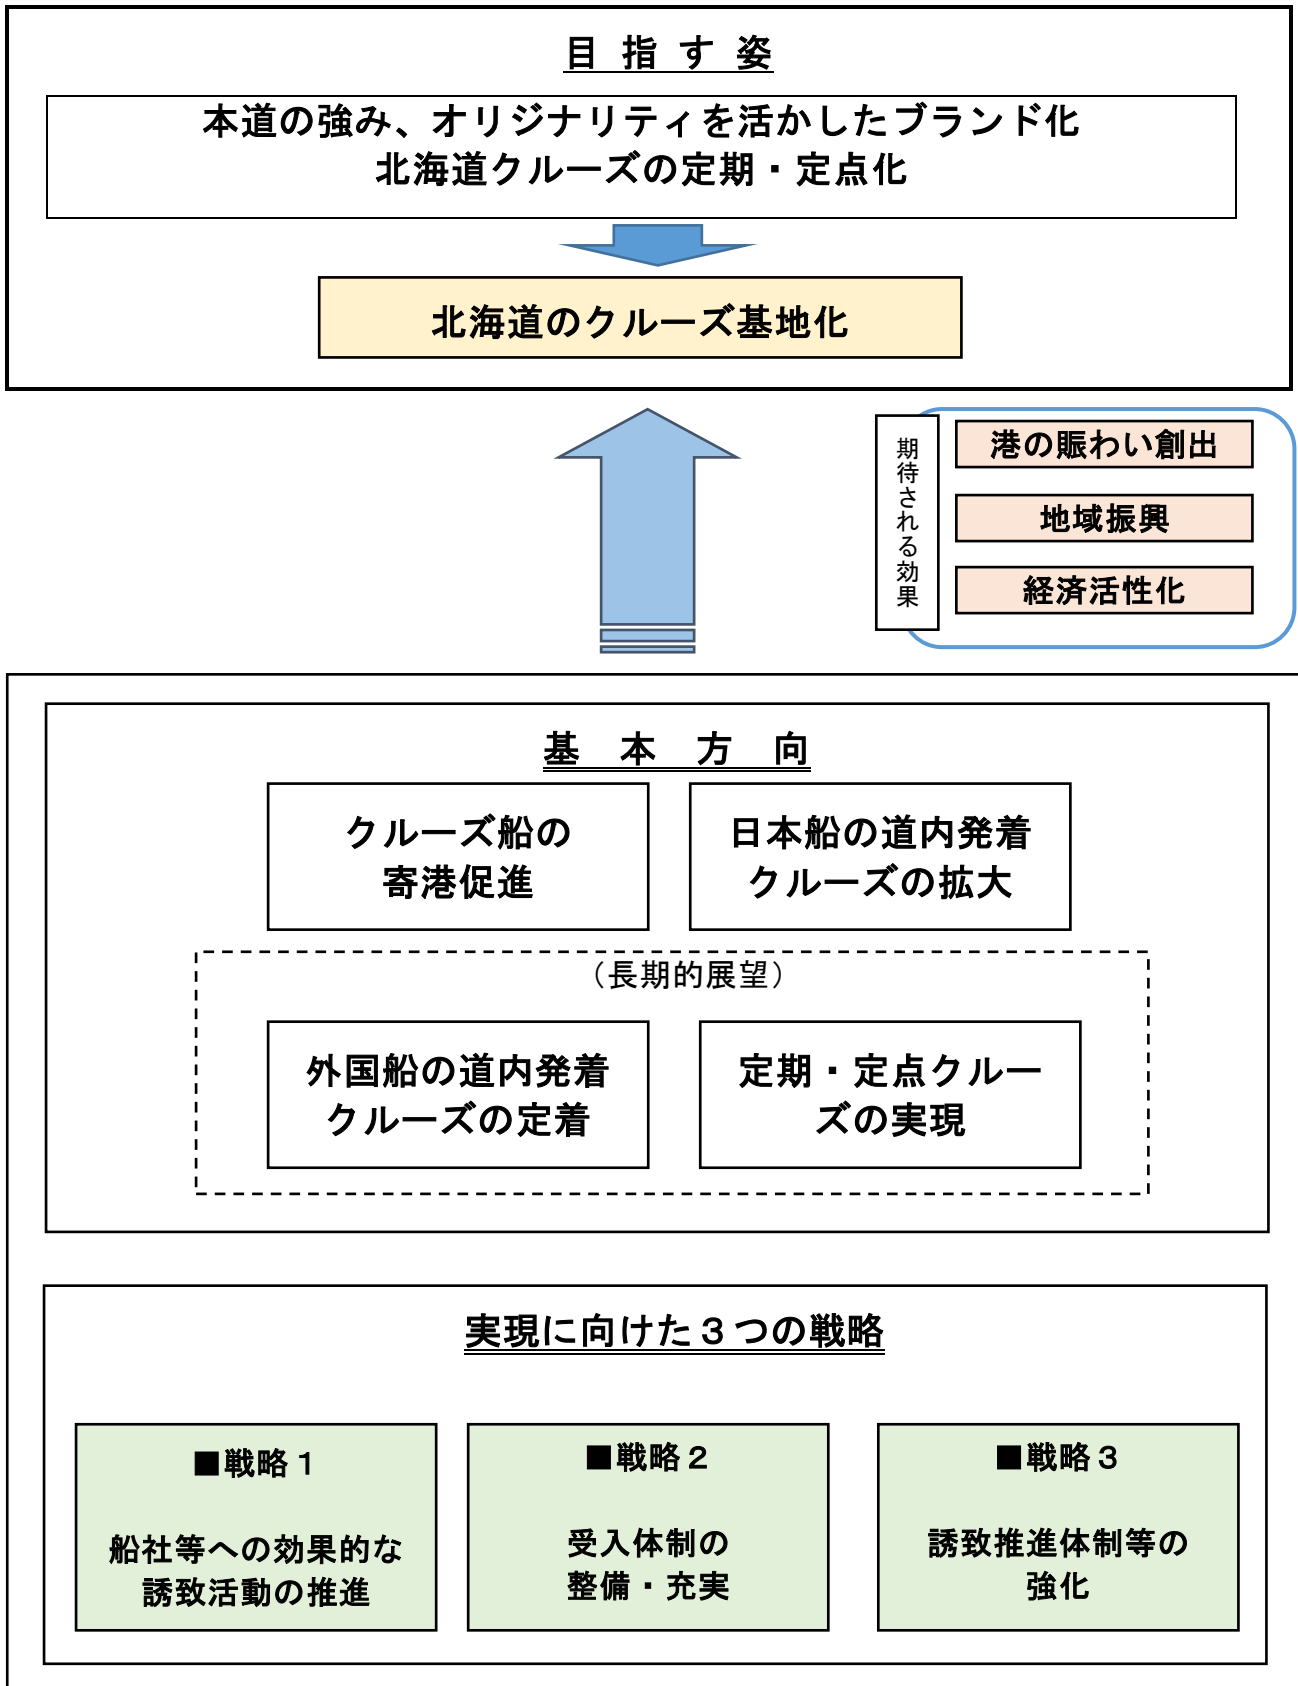 目指す姿
本道の強み、オリジナリティを活かしたブランド化
北海道クルーズの定期・定点化
北海道のクルーズ基地化
期待される効果
港の賑わい創出
地域振興
経済活性化
基本方向
クルーズ船の
寄港促進
日本船の道内発着
クルーズの拡大
（長期的展望）
外国船の道内発着
クルーズの定着
定期・定点クルー
ズの実現
実現に向けた３つの戦略
■戦略１
船社等への効果的な
誘致活動の推進
■戦略２
受入体制の
整備・充実
■戦略３
誘致推進体制等の
強化